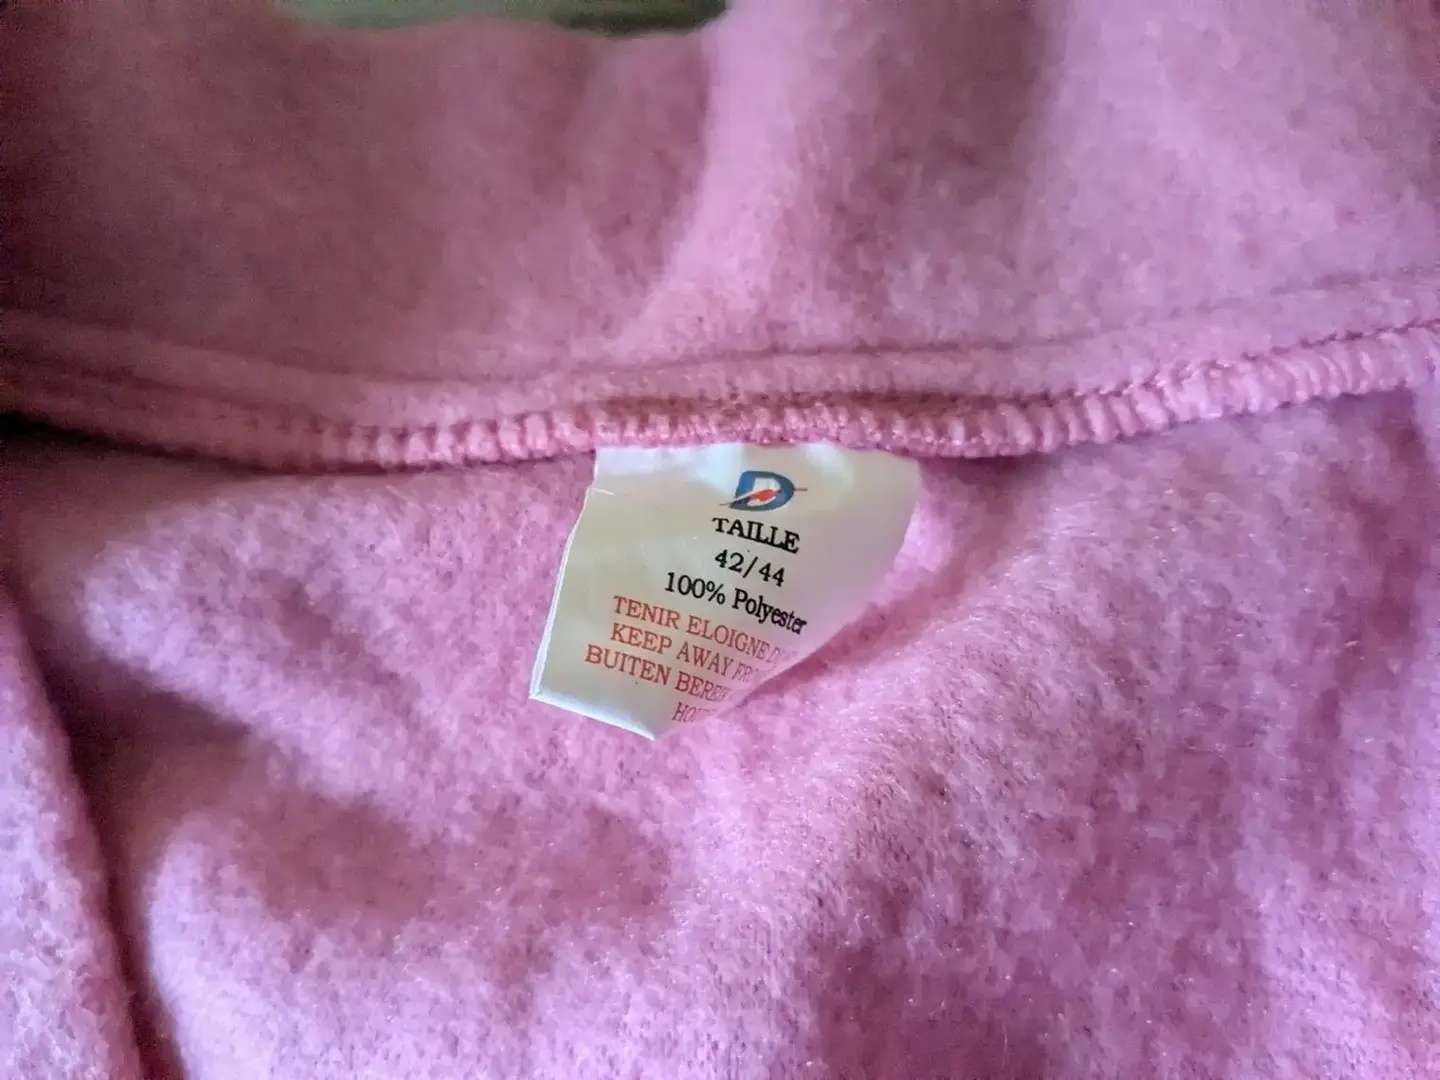 D
TAILLE
42/44
100% Polyester
TENIR ELOIGNE
KEEP AWAY
BUITEN